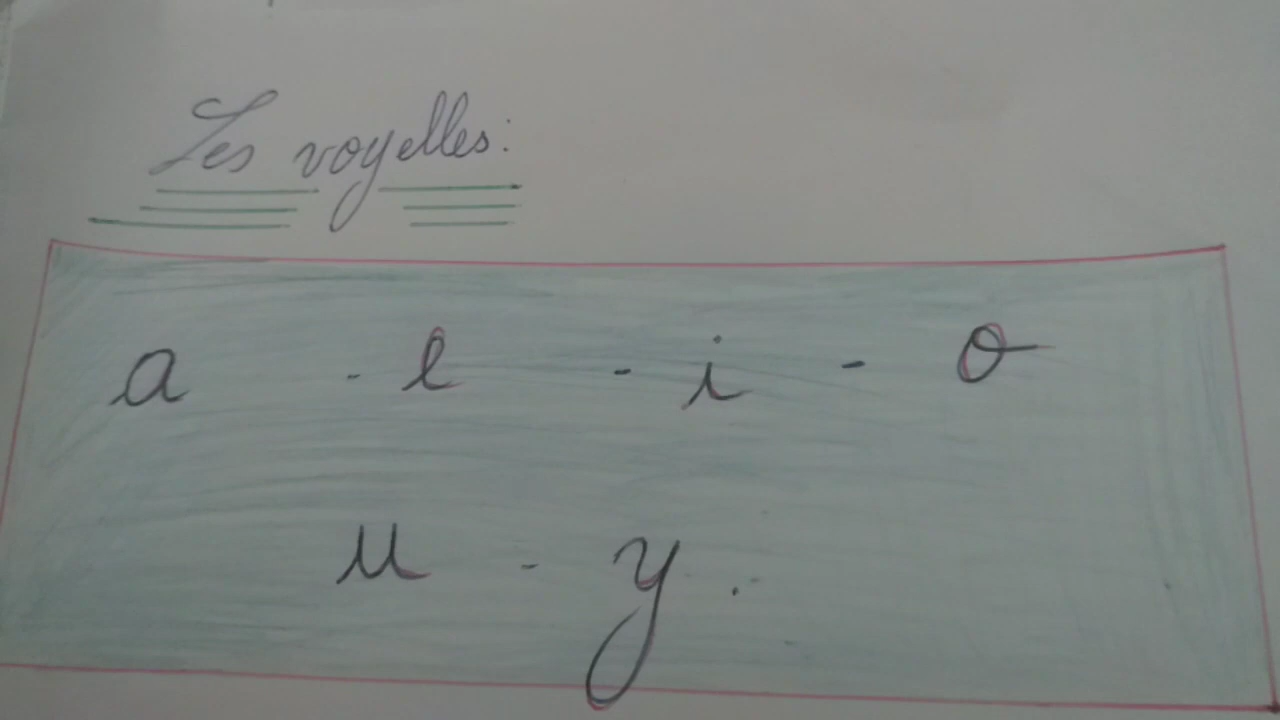 Les voyelles:
a - e - i - o
u - y.